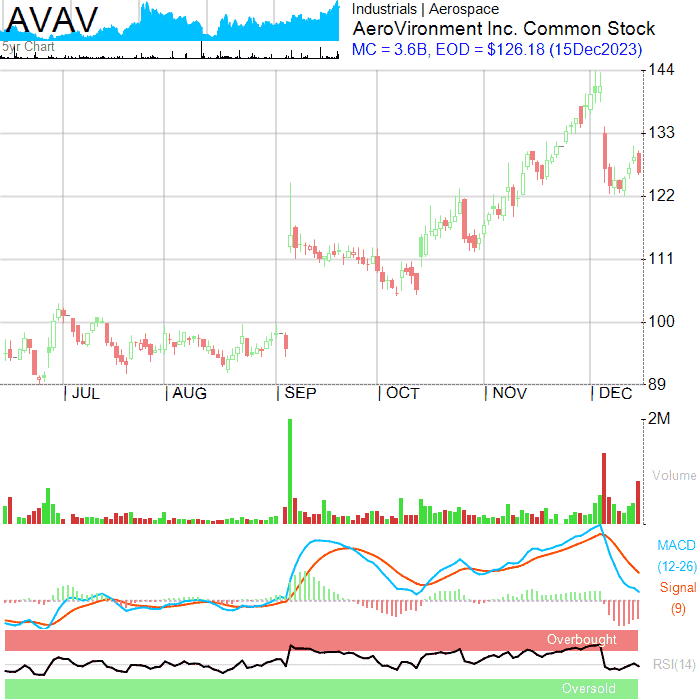 AVAV
5yr Chart
Industrials | Aerospace
AeroVironment Inc. Common Stock
MC = 3.6B, EOD = $126.18 (15Dec2023)
144
133
122
111
100
89
JUL AUG SEP OCT NOV DEC
2M
Volume
MACD
(12-26)
Signal
(9)
Overbought
RSI(14)
Oversold